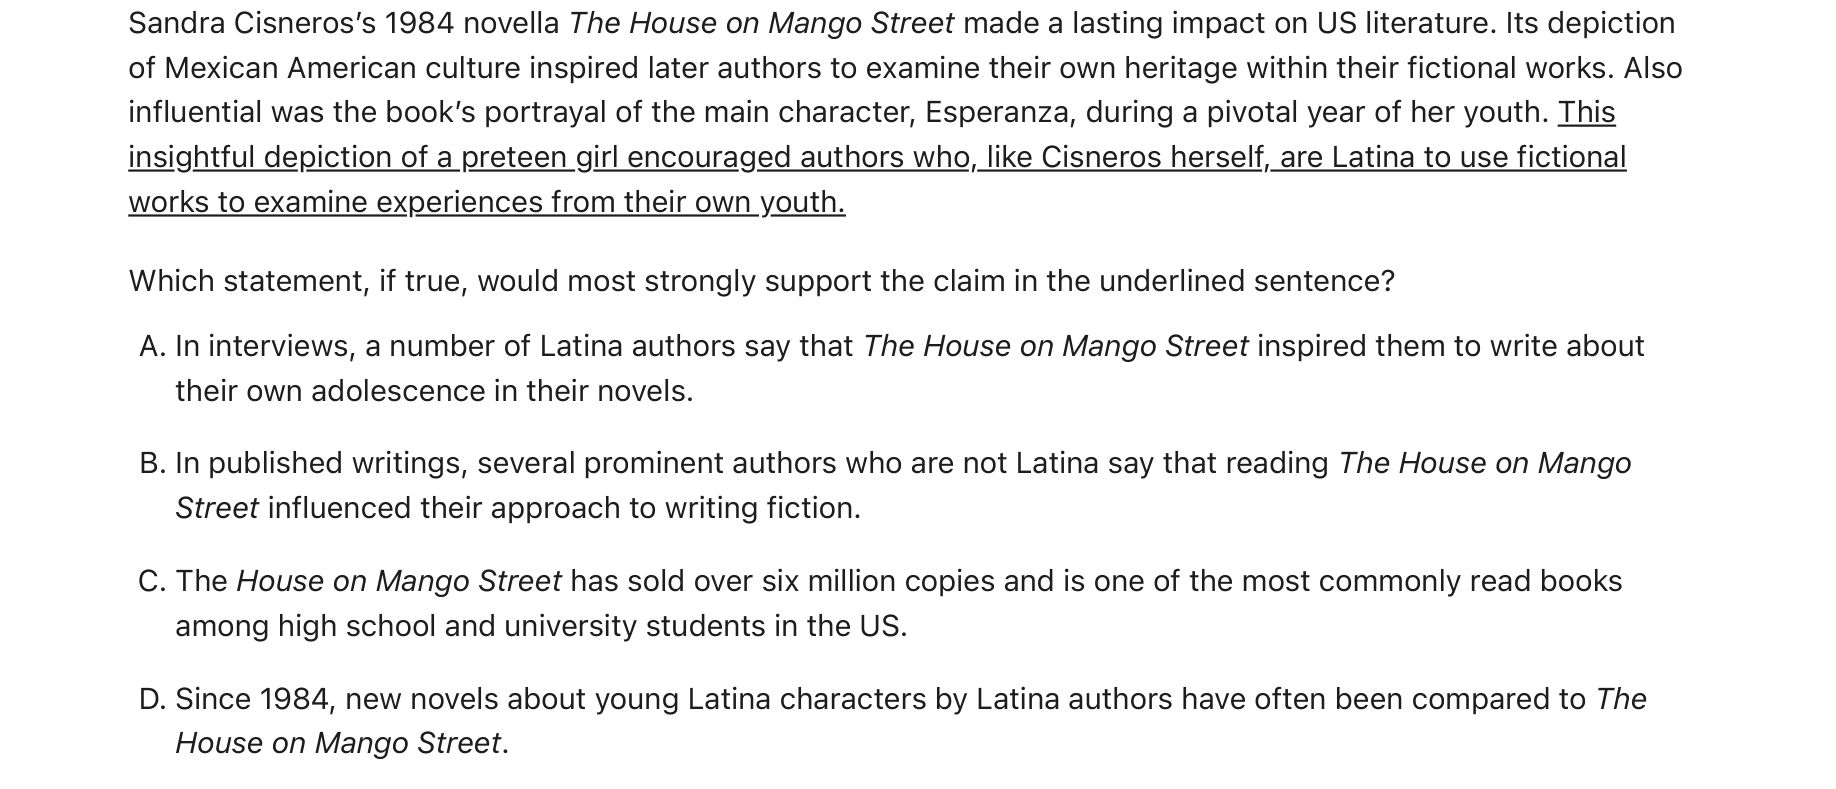 Sandra Cisneros’s 1984 novella The House on Mango Street made a lasting impact on US literature. Its depiction
of Mexican American culture inspired later authors to examine their own heritage within their fictional works. Also
influential was the book’s portrayal of the main character, Esperanza, during a pivotal year of her youth. This
insightful depiction of a preteen girl encouraged authors who, like Cisneros herself, are Latina to use fictional
works to examine experiences from their own youth.
Which statement, if true, would most strongly support the claim in the underlined sentence?
A. In interviews, a number of Latina authors say that The House on Mango Street inspired them to write about
their own adolescence in their novels.
B. In published writings, several prominent authors who are not Latina say that reading The House on Mango
Street influenced their approach to writing fiction.
C. The House on Mango Street has sold over six million copies and is one of the most commonly read books
among high school and university students in the US.
D. Since 1984, new novels about young Latina characters by Latina authors have often been compared to The
House on Mango Street.